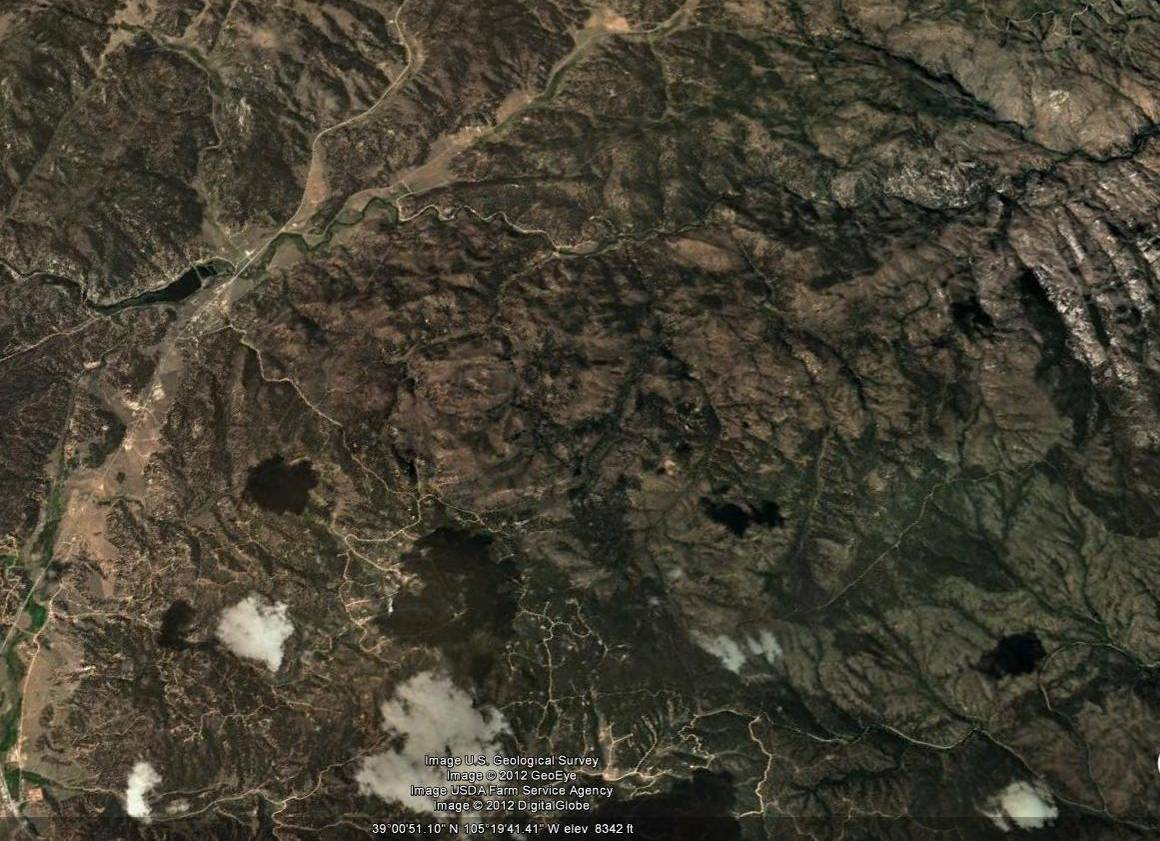 Image U.S. Geological Survey
Image © 2012 GeoEye
Image USDA Farm Service Agency
Image © 2012 DigitalGlobe
39°00'51.10" N 105°19'41.41" W elev 8342 ft